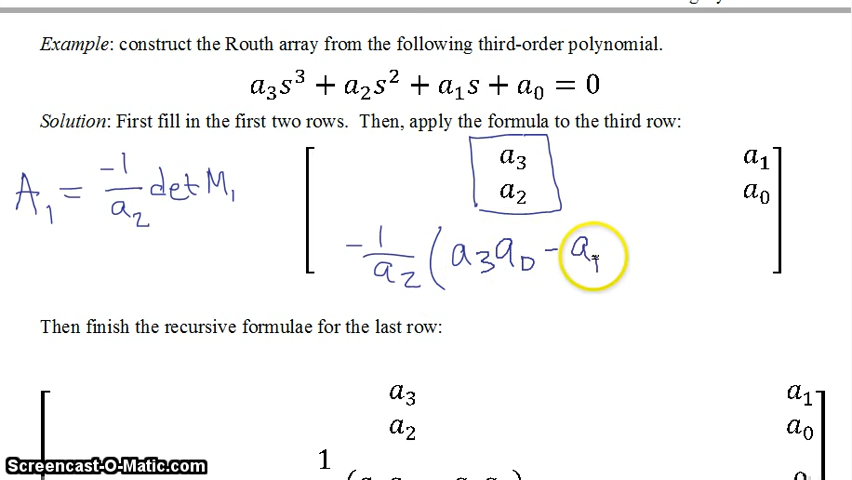 Example: construct the Routh array from the following third-order polynomial.
a₃s³ + a₂s² + a₁s + a₀ = 0
Solution: First fill in the first two rows. Then, apply the formula to the third row:
A₁ = -1/a₂ det M₁
a₃ a₁
a₂ a₀
-1/a₂ (a₃a₀ - a₁
Then finish the recursive formulae for the last row:
a₃ a₁
a₂ a₀
1
Screencast-O-Matic.com